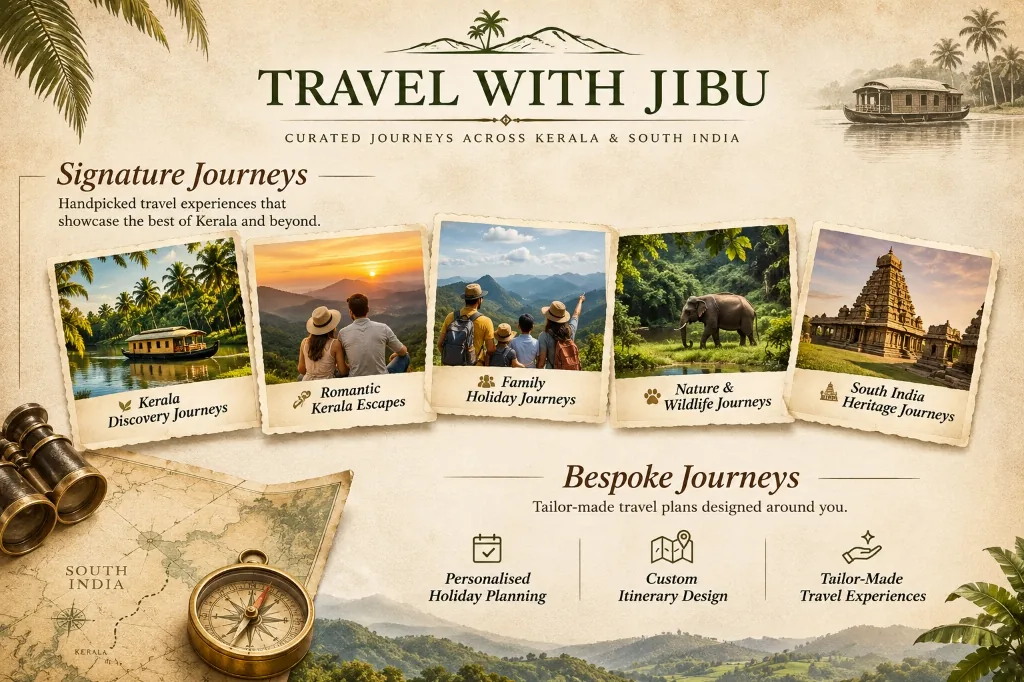 TRAVEL WITH JIBU
CURATED JOURNEYS ACROSS KERALA & SOUTH INDIA
Signature Journeys
Handpicked travel experiences that
showcase the best of Kerala and beyond.
Kerala
Discovery Journeys
Romantic
Kerala Escapes
Family
Holiday Journeys
Nature &
Wildlife Journeys
South India
Heritage Journeys
Bespoke Journeys
Tailor-made travel plans designed around you.
Personalised
Holiday Planning
Custom
Itinerary Design
Tailor-Made
Travel Experiences
SOUTH
INDIA
KERALA